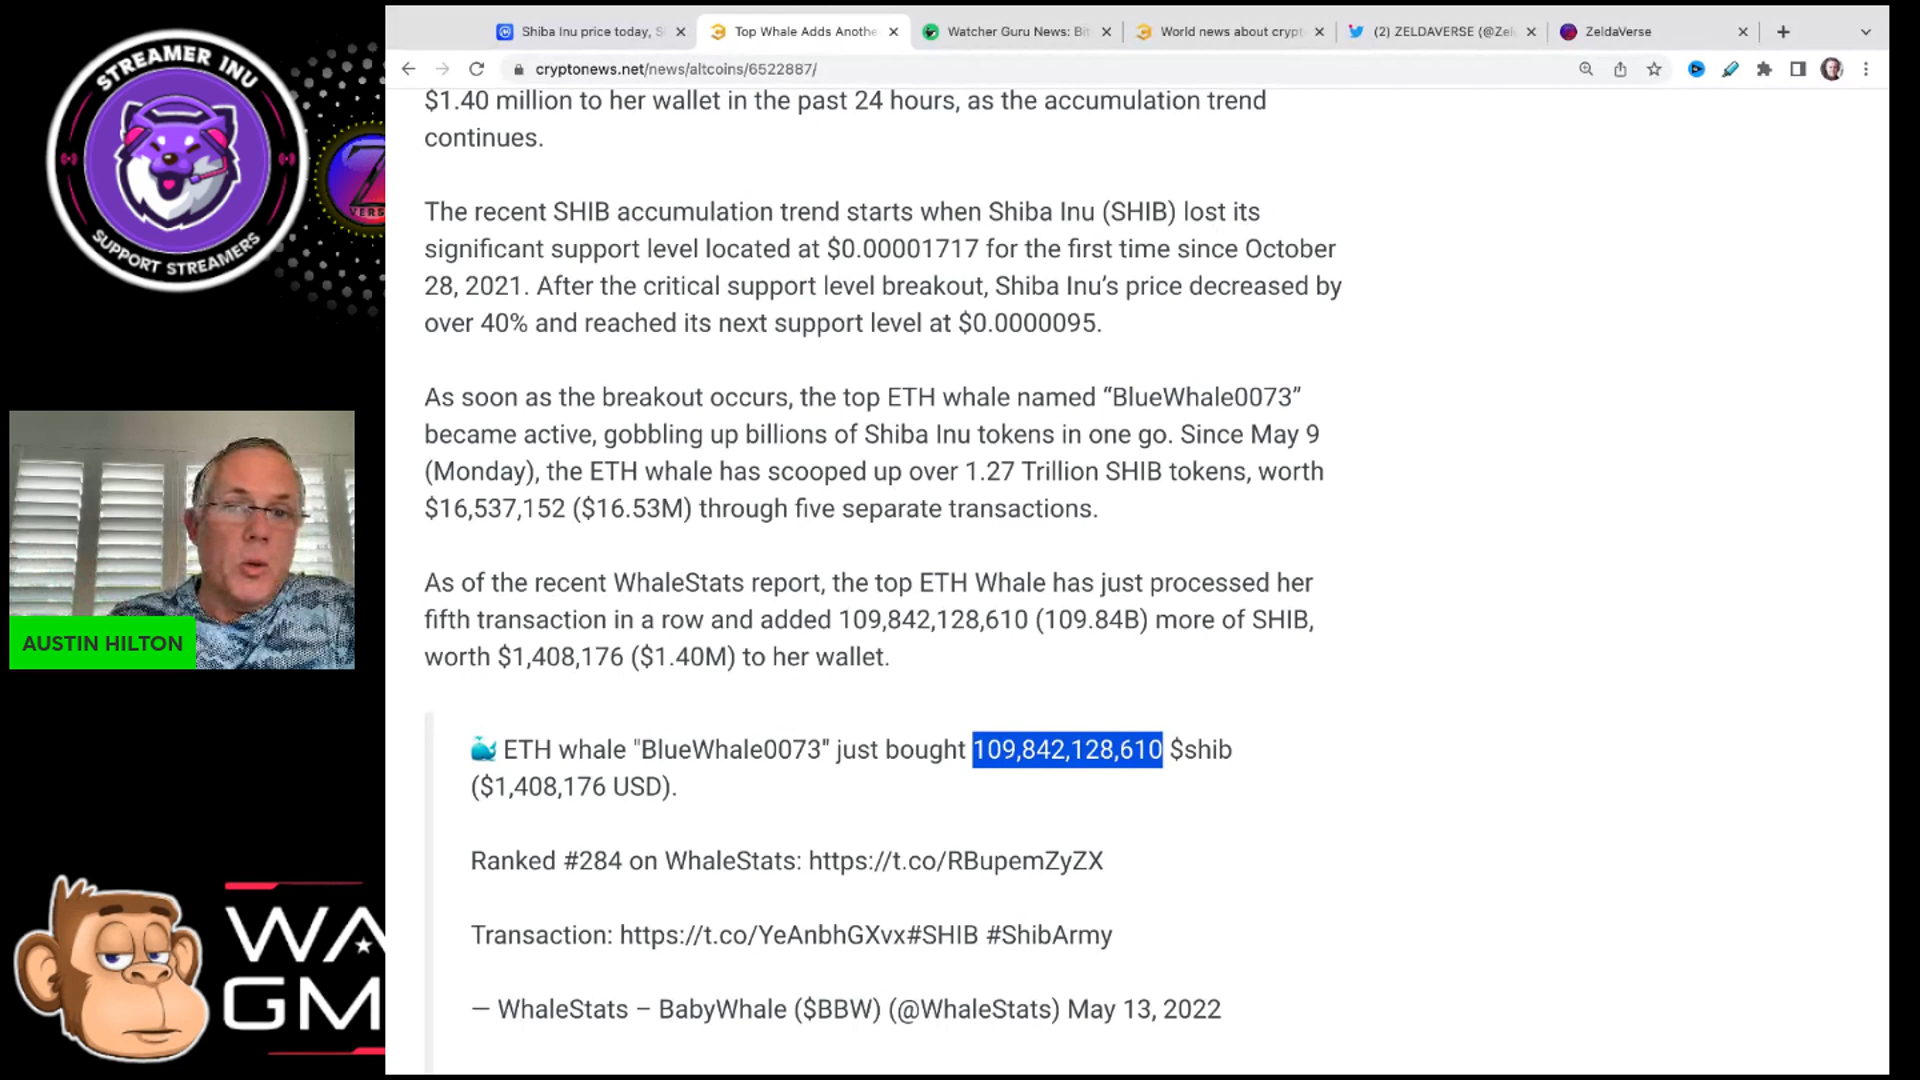 Shiba Inu price today, S
Top Whale Adds Anothe
Watcher Guru News: Bit
World news about crypt
(2) ZELDAVERSE (@Zel
ZeldaVerse
cryptonews.net/news/altcoins/6522887/
STREAMER INU
SUPPORT STREAMERS
Z
VERS
$1.40 million to her wallet in the past 24 hours, as the accumulation trend
continues.
The recent SHIB accumulation trend starts when Shiba Inu (SHIB) lost its
significant support level located at $0.00001717 for the first time since October
28, 2021. After the critical support level breakout, Shiba Inu’s price decreased by
over 40% and reached its next support level at $0.0000095.
As soon as the breakout occurs, the top ETH whale named “BlueWhale0073”
became active, gobbling up billions of Shiba Inu tokens in one go. Since May 9
(Monday), the ETH whale has scooped up over 1.27 Trillion SHIB tokens, worth
$16,537,152 ($16.53M) through five separate transactions.
As of the recent WhaleStats report, the top ETH Whale has just processed her
fifth transaction in a row and added 109,842,128,610 (109.84B) more of SHIB,
worth $1,408,176 ($1.40M) to her wallet.
AUSTIN HILTON
ETH whale "BlueWhale0073" just bought 109,842,128,610 $shib
($1,408,176 USD).
Ranked #284 on WhaleStats: https://t.co/RBupemZyZX
Transaction: https://t.co/YeAnbhGXvx#SHIB #ShibArmy
— WhaleStats – BabyWhale ($BBW) (@WhaleStats) May 13, 2022
WA
GM